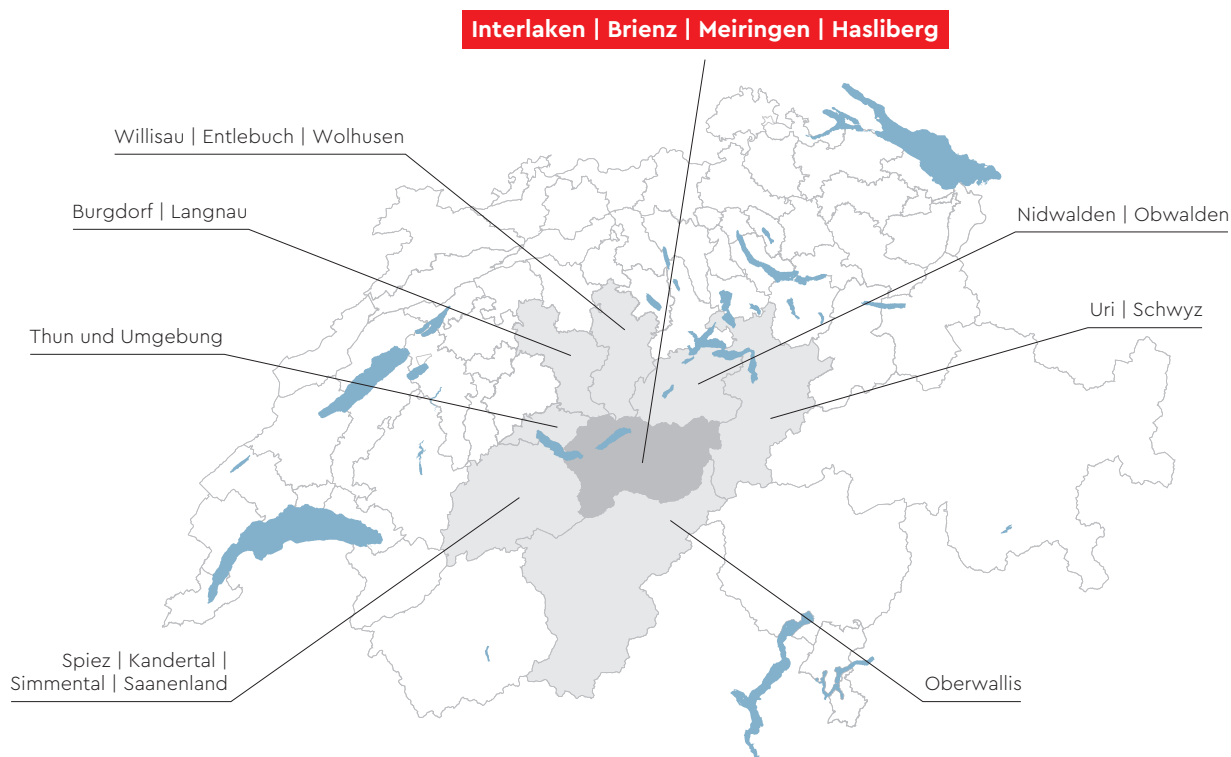 Interlaken | Brienz | Meiringen | Hasliberg
Willisau | Entlebuch | Wolhusen
Burgdorf | Langnau
Nidwalden | Obwalden
Uri | Schwyz
Thun und Umgebung
Spiez | Kandertal |
Simmental | Saanenland
Oberwallis